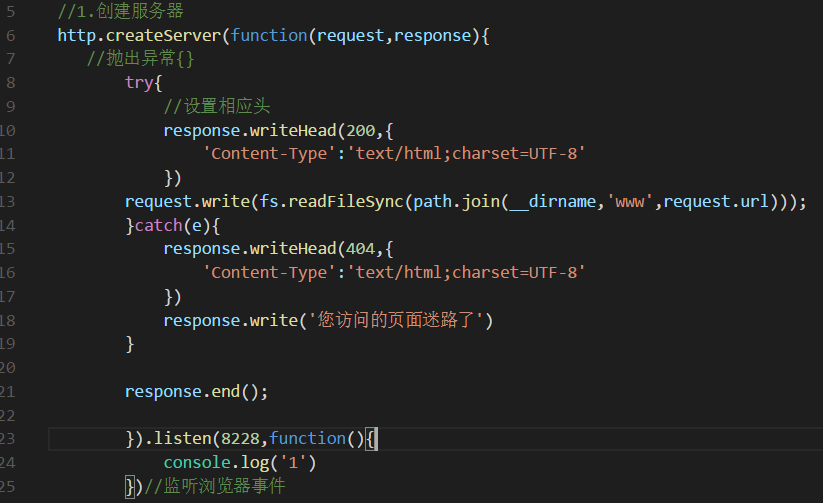 5 //1.创建服务器
6 http.createServer(function(request,response){
7 //抛出异常{}
8 try{
9 //设置相应头
10 response.writeHead(200,{
11 'Content-Type':'text/html;charset=UTF-8'
12 })
13 request.write(fs.readFileSync(path.join(__dirname,'www',request.url)));
14 }catch(e){
15 response.writeHead(404,{
16 'Content-Type':'text/html;charset=UTF-8'
17 })
18 response.write('您访问的页面迷路了')
19 }
20
21 response.end();
22
23 }).listen(8228,function(){
24 console.log('1')
25 })//监听浏览器事件